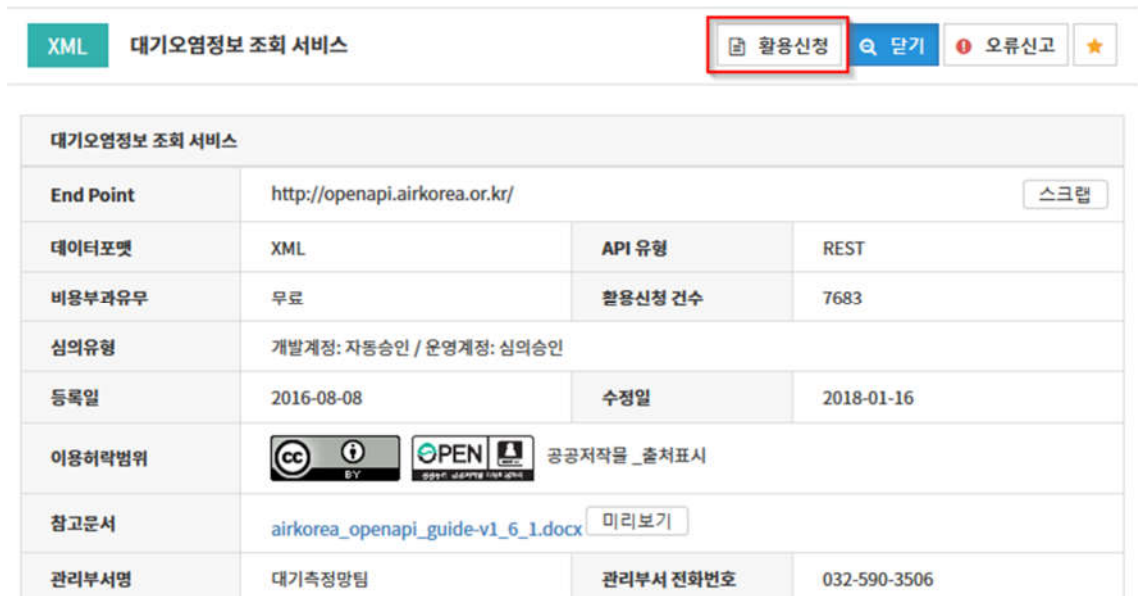 XML 대기오염정보 조회 서비스 활용신청 닫기 오류신고
대기오염정보 조회 서비스
End Point http://openapi.airkorea.or.kr/ 스크랩
데이터포맷 XML API 유형 REST
비용부과유무 무료 활용신청 건수 7683
심의유형 개발계정: 자동승인 / 운영계정: 심의승인
등록일 2016-08-08 수정일 2018-01-16
이용허락범위 cc BY OPEN 공공저작물_출처표시
참고문서 airkorea_openapi_guide-v1_6_1.docx 미리보기
관리부서명 대기측정망팀 관리부서 전화번호 032-590-3506